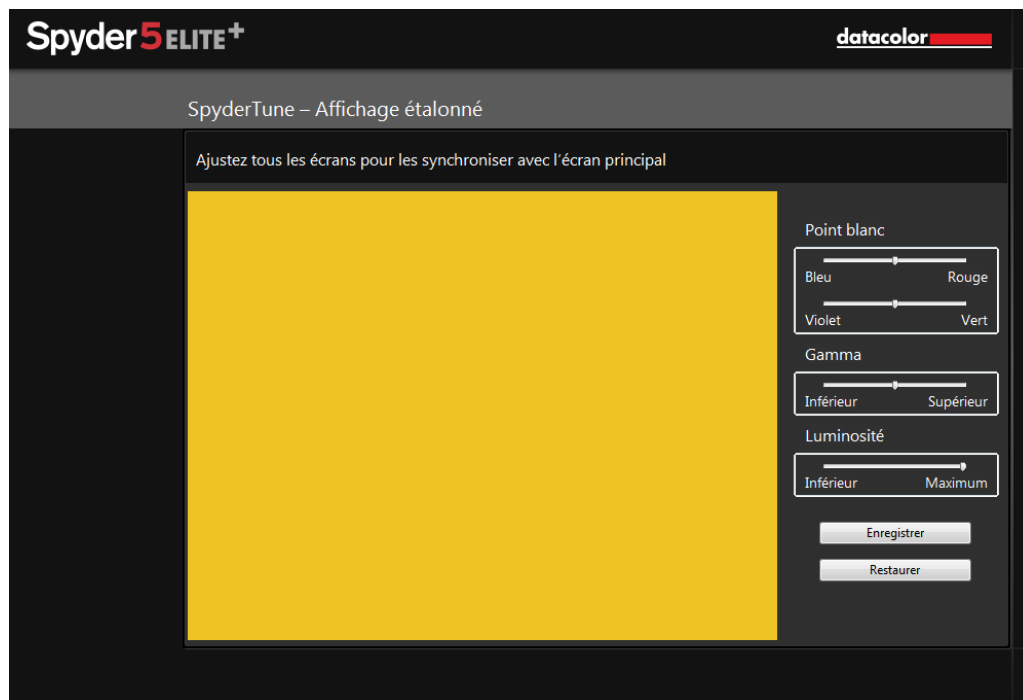 Spyder5ELITE+
datacolor
SpyderTune – Affichage étalonné
Ajustez tous les écrans pour les synchroniser avec l’écran principal
Point blanc
Bleu Rouge
Violet Vert
Gamma
Inférieur Supérieur
Luminosité
Inférieur Maximum
Enregistrer
Restaurer